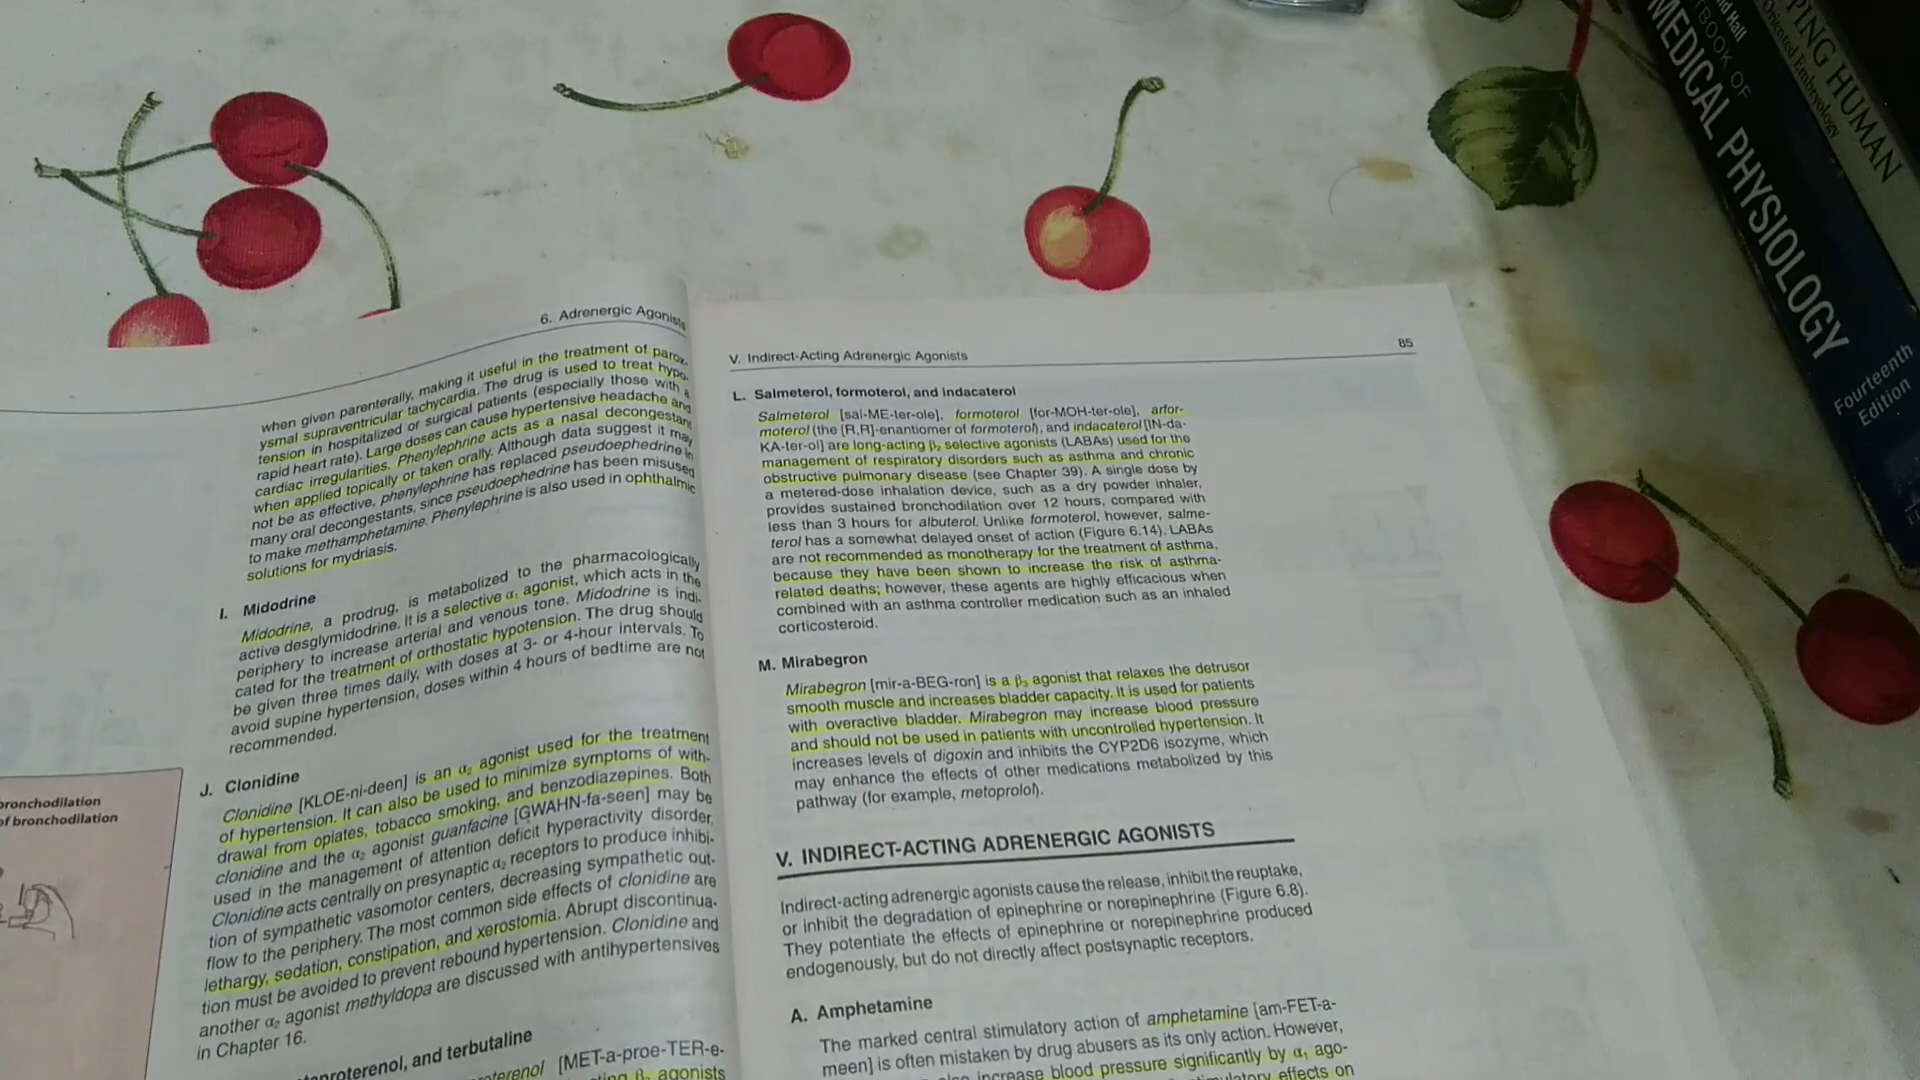 6. Adrenergic Agonists
when given parenterally, making it useful in the treatment of parox-
ysmal supraventricular tachycardia. The drug is used to treat hypo-
tension in hospitalized or surgical patients (especially those with a
rapid heart rate). Large doses can cause hypertensive headache and
cardiac irregularities. Phenylephrine acts as a nasal decongestant
when applied topically or taken orally. Although data suggest it may
not be as effective, phenylephrine has replaced pseudoephedrine in
many oral decongestants, since pseudoephedrine has been misused
to make methamphetamine. Phenylephrine is also used in ophthalmic
solutions for mydriasis.
I. Midodrine
Midodrine, a prodrug, is metabolized to the pharmacologically
active desglymidodrine. It is a selective α₁ agonist, which acts in the
periphery to increase arterial and venous tone. Midodrine is indi-
cated for the treatment of orthostatic hypotension. The drug should
be given three times daily, with doses at 3- or 4-hour intervals. To
avoid supine hypertension, doses within 4 hours of bedtime are not
recommended.
J. Clonidine
Clonidine [KLOE-ni-deen] is an α₂ agonist used for the treatment
of hypertension. It can also be used to minimize symptoms of with-
drawal from opiates, tobacco smoking, and benzodiazepines. Both
clonidine and the α₂ agonist guanfacine [GWAHN-fa-seen] may be
used in the management of attention deficit hyperactivity disorder.
Clonidine acts centrally on presynaptic α₂ receptors to produce inhibi-
tion of sympathetic vasomotor centers, decreasing sympathetic out-
flow to the periphery. The most common side effects of clonidine are
lethargy, sedation, constipation, and xerostomia. Abrupt discontinua-
tion must be avoided to prevent rebound hypertension. Clonidine and
another α₂ agonist methyldopa are discussed with antihypertensives
in Chapter 16.
taproterenol, and terbutaline
proterenol [MET-a-proe-TER-e-
ting β₂ agonists
bronchodilation
of bronchodilation
V. Indirect-Acting Adrenergic Agonists
85
L. Salmeterol, formoterol, and indacaterol
Salmeterol [sal-ME-ter-ole], formoterol [for-MOH-ter-ole], arfor-
moterol (the [R,R]-enantiomer of formoterol), and indacaterol [IN-da-
KA-ter-ol] are long-acting β₂ selective agonists (LABAs) used for the
management of respiratory disorders such as asthma and chronic
obstructive pulmonary disease (see Chapter 39). A single dose by
a metered-dose inhalation device, such as a dry powder inhaler,
provides sustained bronchodilation over 12 hours, compared with
less than 3 hours for albuterol. Unlike formoterol, however, salme-
terol has a somewhat delayed onset of action (Figure 6.14). LABAs
are not recommended as monotherapy for the treatment of asthma,
because they have been shown to increase the risk of asthma-
related deaths; however, these agents are highly efficacious when
combined with an asthma controller medication such as an inhaled
corticosteroid.
M. Mirabegron
Mirabegron [mir-a-BEG-ron] is a β₃ agonist that relaxes the detrusor
smooth muscle and increases bladder capacity. It is used for patients
with overactive bladder. Mirabegron may increase blood pressure
and should not be used in patients with uncontrolled hypertension. It
increases levels of digoxin and inhibits the CYP2D6 isozyme, which
may enhance the effects of other medications metabolized by this
pathway (for example, metoprolol).
V. INDIRECT-ACTING ADRENERGIC AGONISTS
Indirect-acting adrenergic agonists cause the release, inhibit the reuptake,
or inhibit the degradation of epinephrine or norepinephrine (Figure 6.8).
They potentiate the effects of epinephrine or norepinephrine produced
endogenously, but do not directly affect postsynaptic receptors.
A. Amphetamine
The marked central stimulatory action of amphetamine [am-FET-a-
meen] is often mistaken by drug abusers as its only action. However,
also increase blood pressure significantly by α₁ ago-
effects on
nd Hall
TBOOK OF
MEDICAL PHYSIOLOGY
Fourteenth
Edition
PING HUMAN
Oriented Embryology